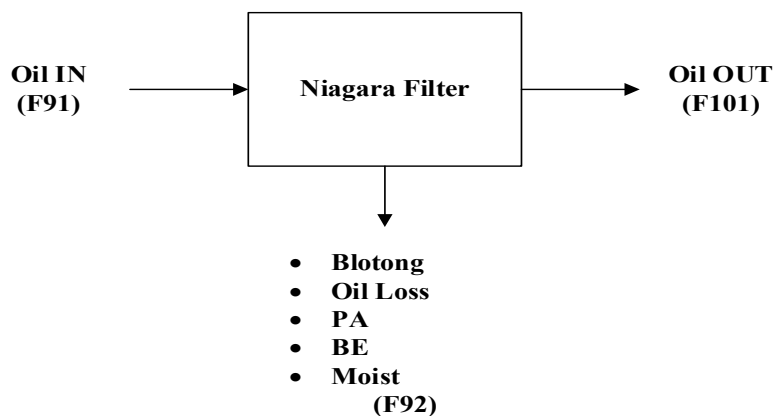 Oil IN
(F91)
Niagara Filter
Oil OUT
(F101)
• Blotong
• Oil Loss
• PA
• BE
• Moist
(F92)